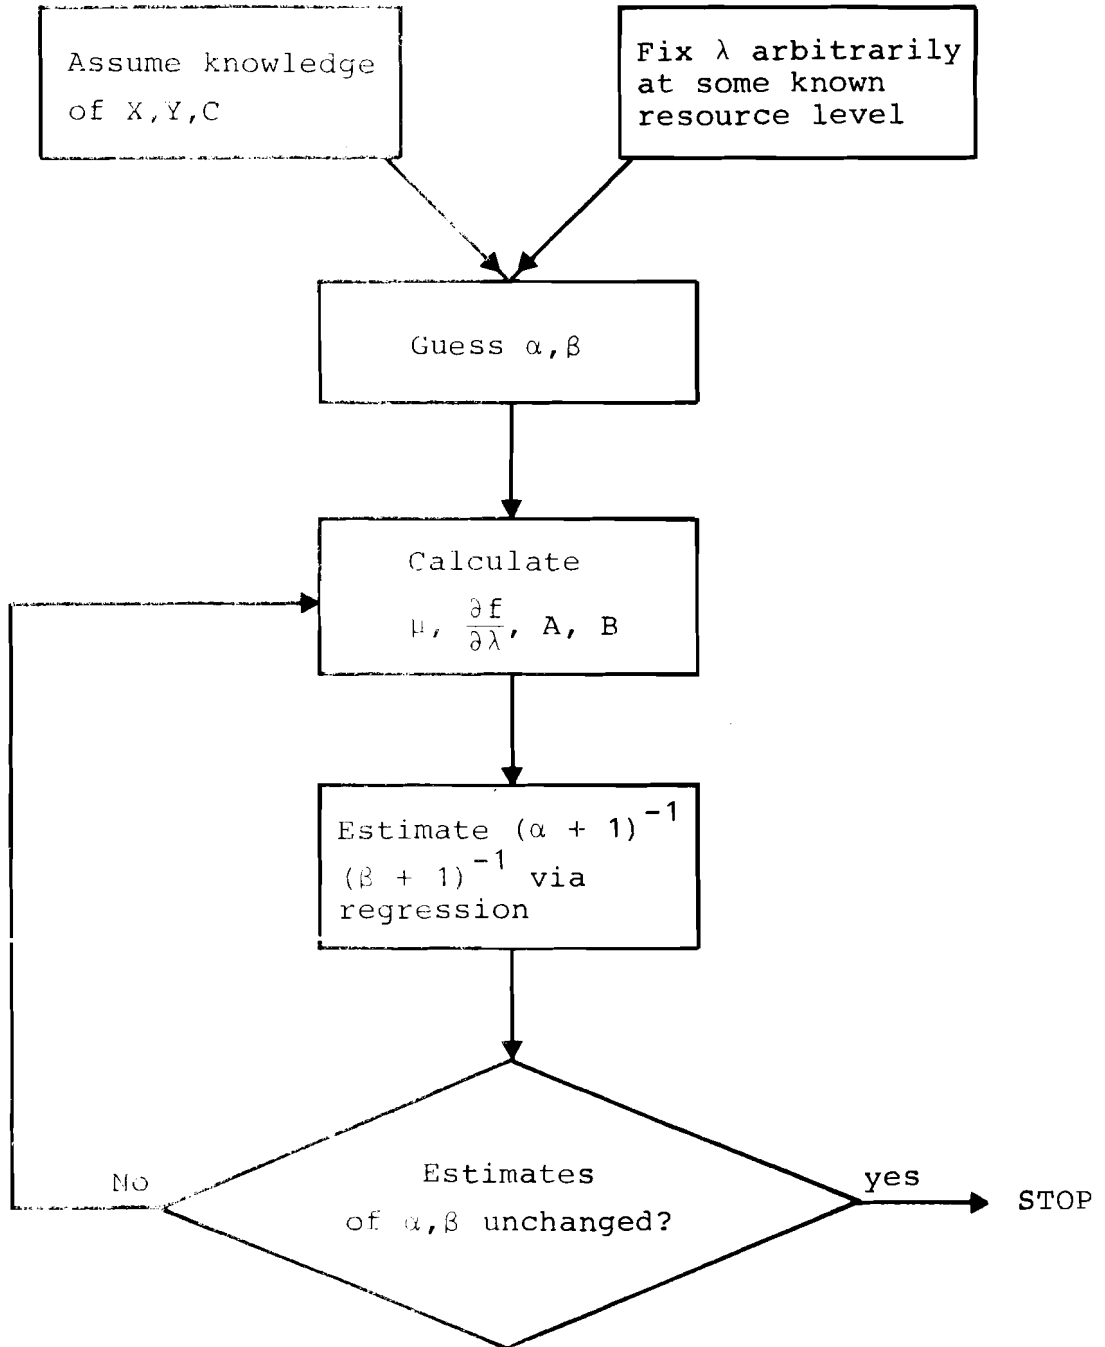 Assume knowledge
of X,Y,C
Fix λ arbitrarily
at some known
resource level
Guess α,β
Calculate
μ, ∂f/∂λ, A, B
Estimate (α + 1)⁻¹
(β + 1)⁻¹ via
regression
Estimates
of α,β unchanged?
No
yes
STOP